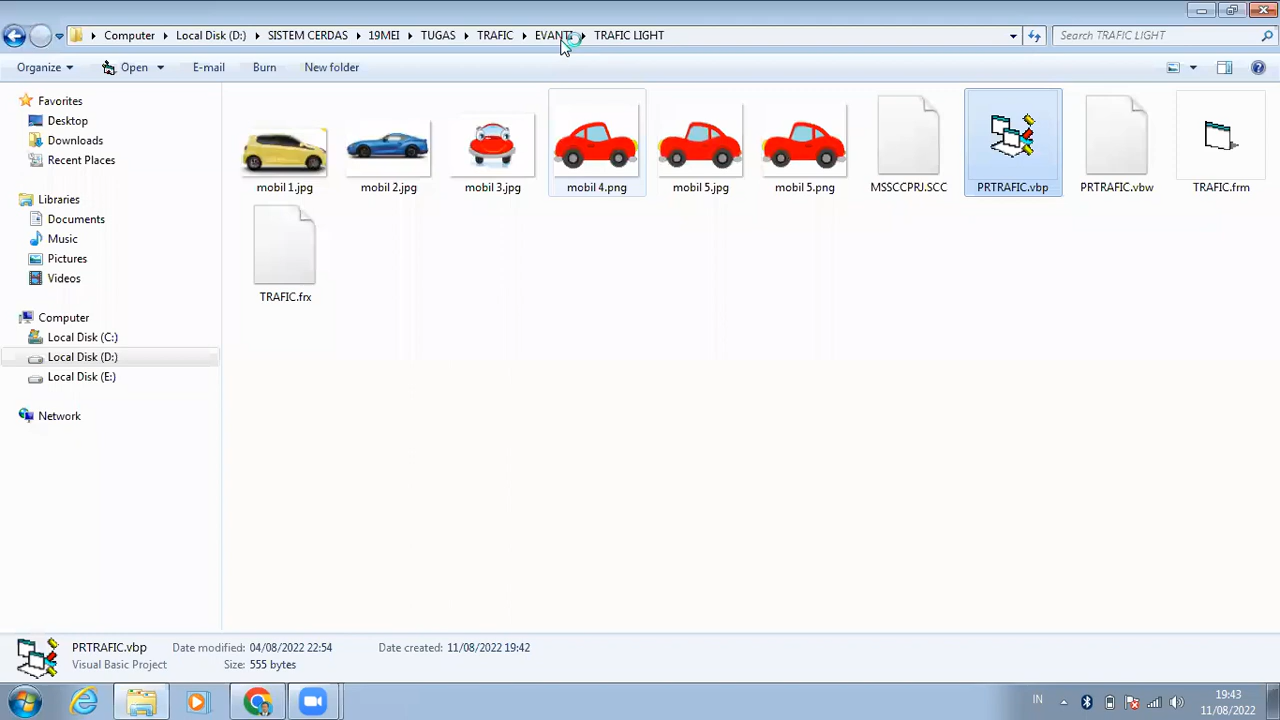 Computer Local Disk (D:) SISTEM CERDAS 19MEI TUGAS TRAFIC TRAFIC LIGHT
Search TRAFIC LIGHT
Organize Open E-mail Burn New folder
Favorites
Desktop
Downloads
Recent Places
Libraries
Documents
Music
Pictures
Videos
Computer
Local Disk (C:)
Local Disk (D:)
Local Disk (E:)
Network
mobil 1.jpg mobil 2.jpg mobil 3.jpg mobil 4.png mobil 5.jpg mobil 5.png MSSCCPRJ.SCC PRTRAFIC.vbp PRTRAFIC.vbw TRAFIC.frm
TRAFIC.frx
PRTRAFIC.vbp Date modified: 04/08/2022 22:54 Date created: 11/08/2022 19:42
Visual Basic Project Size: 555 bytes
IN
19:43
11/08/2022